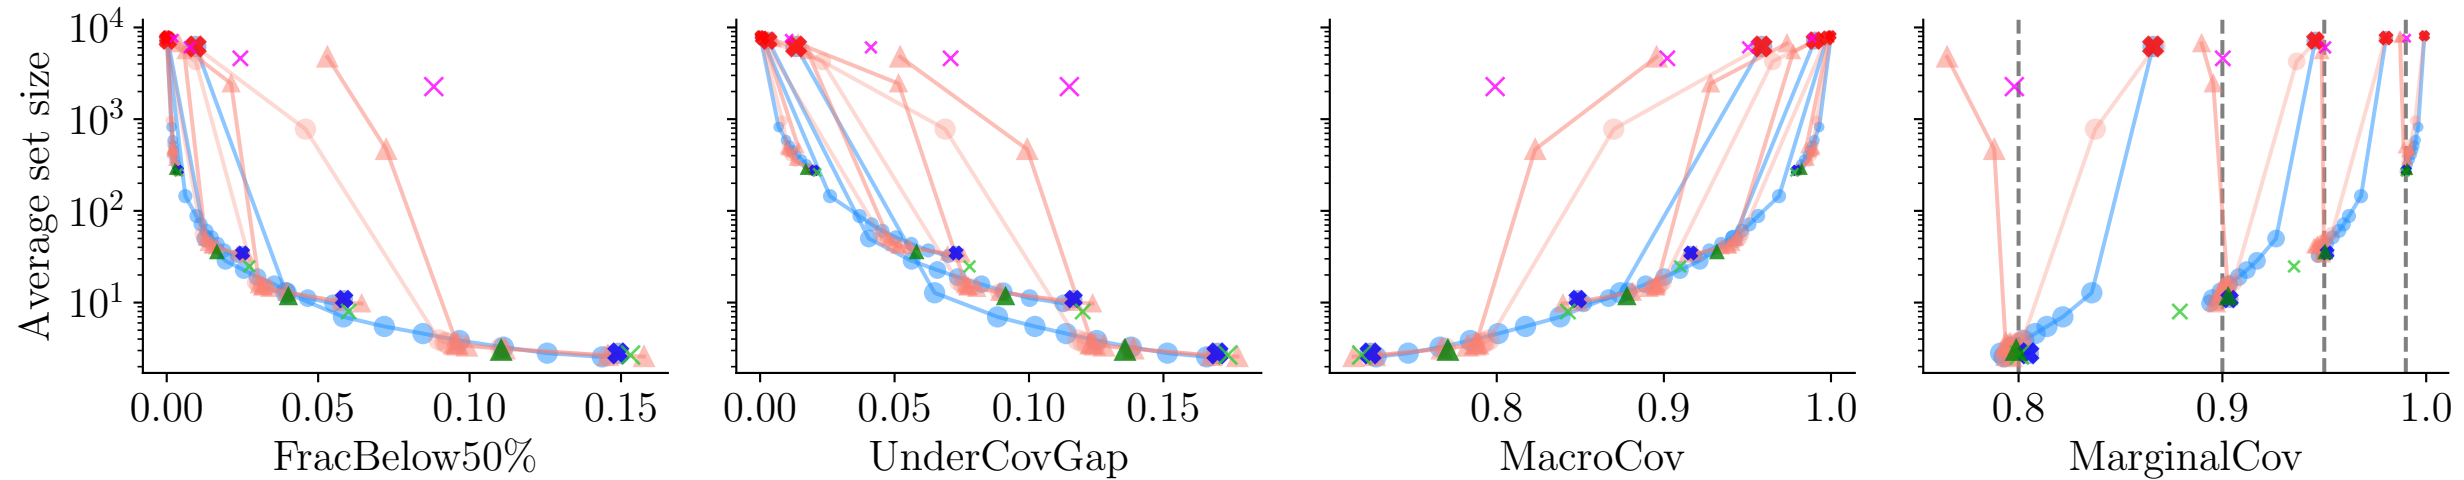 Average set size
10^4
10^3
10^2
10^1
0.00 0.05 0.10 0.15
FracBelow50%
0.00 0.05 0.10 0.15
UnderCovGap
0.8 0.9 1.0
MacroCov
0.8 0.9 1.0
MarginalCov